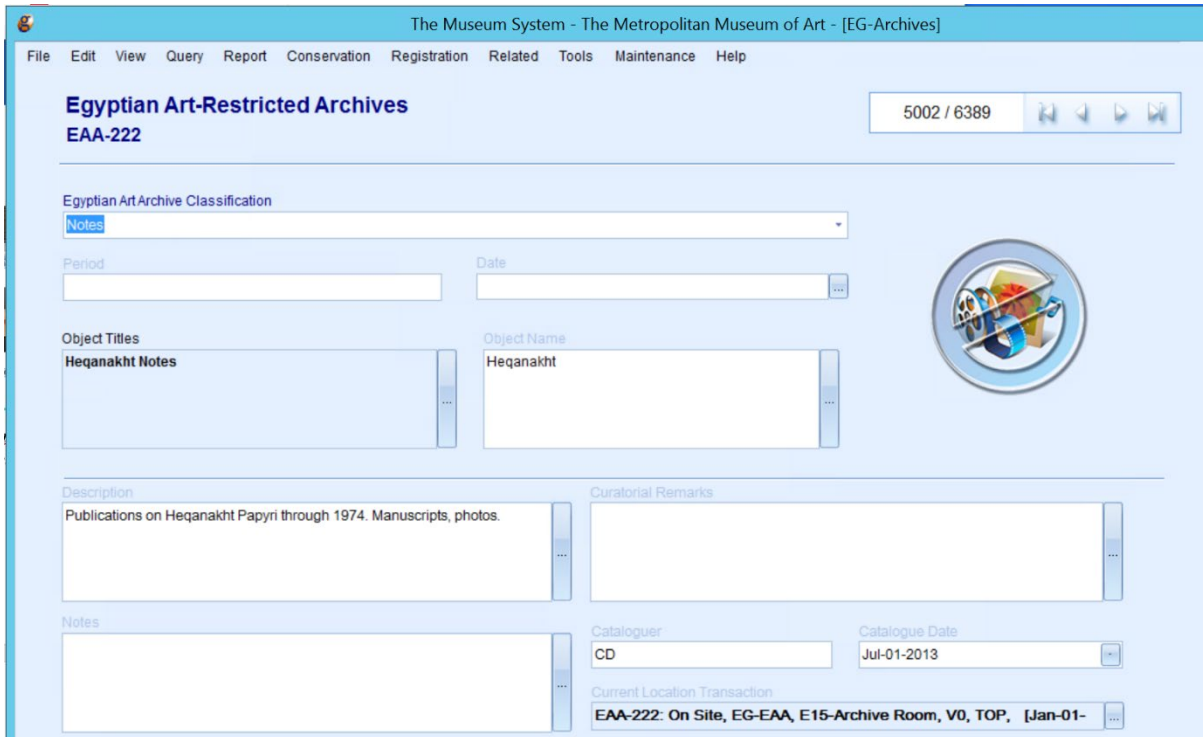 The Museum System - The Metropolitan Museum of Art - [EG-Archives]
File Edit View Query Report Conservation Registration Related Tools Maintenance Help
Egyptian Art-Restricted Archives
EAA-222
5002 / 6389
Egyptian Art Archive Classification
Notes
Period
Date
...
Object Titles
Object Name
Heqanakht Notes
Heqanakht
...
...
Description
Curatorial Remarks
Publications on Heqanakht Papyri through 1974. Manuscripts, photos.
...
...
Notes
Cataloguer
Catalogue Date
CD
Jul-01-2013
...
Current Location Transaction
EAA-222: On Site, EG-EAA, E15-Archive Room, V0, TOP, [Jan-01-
...